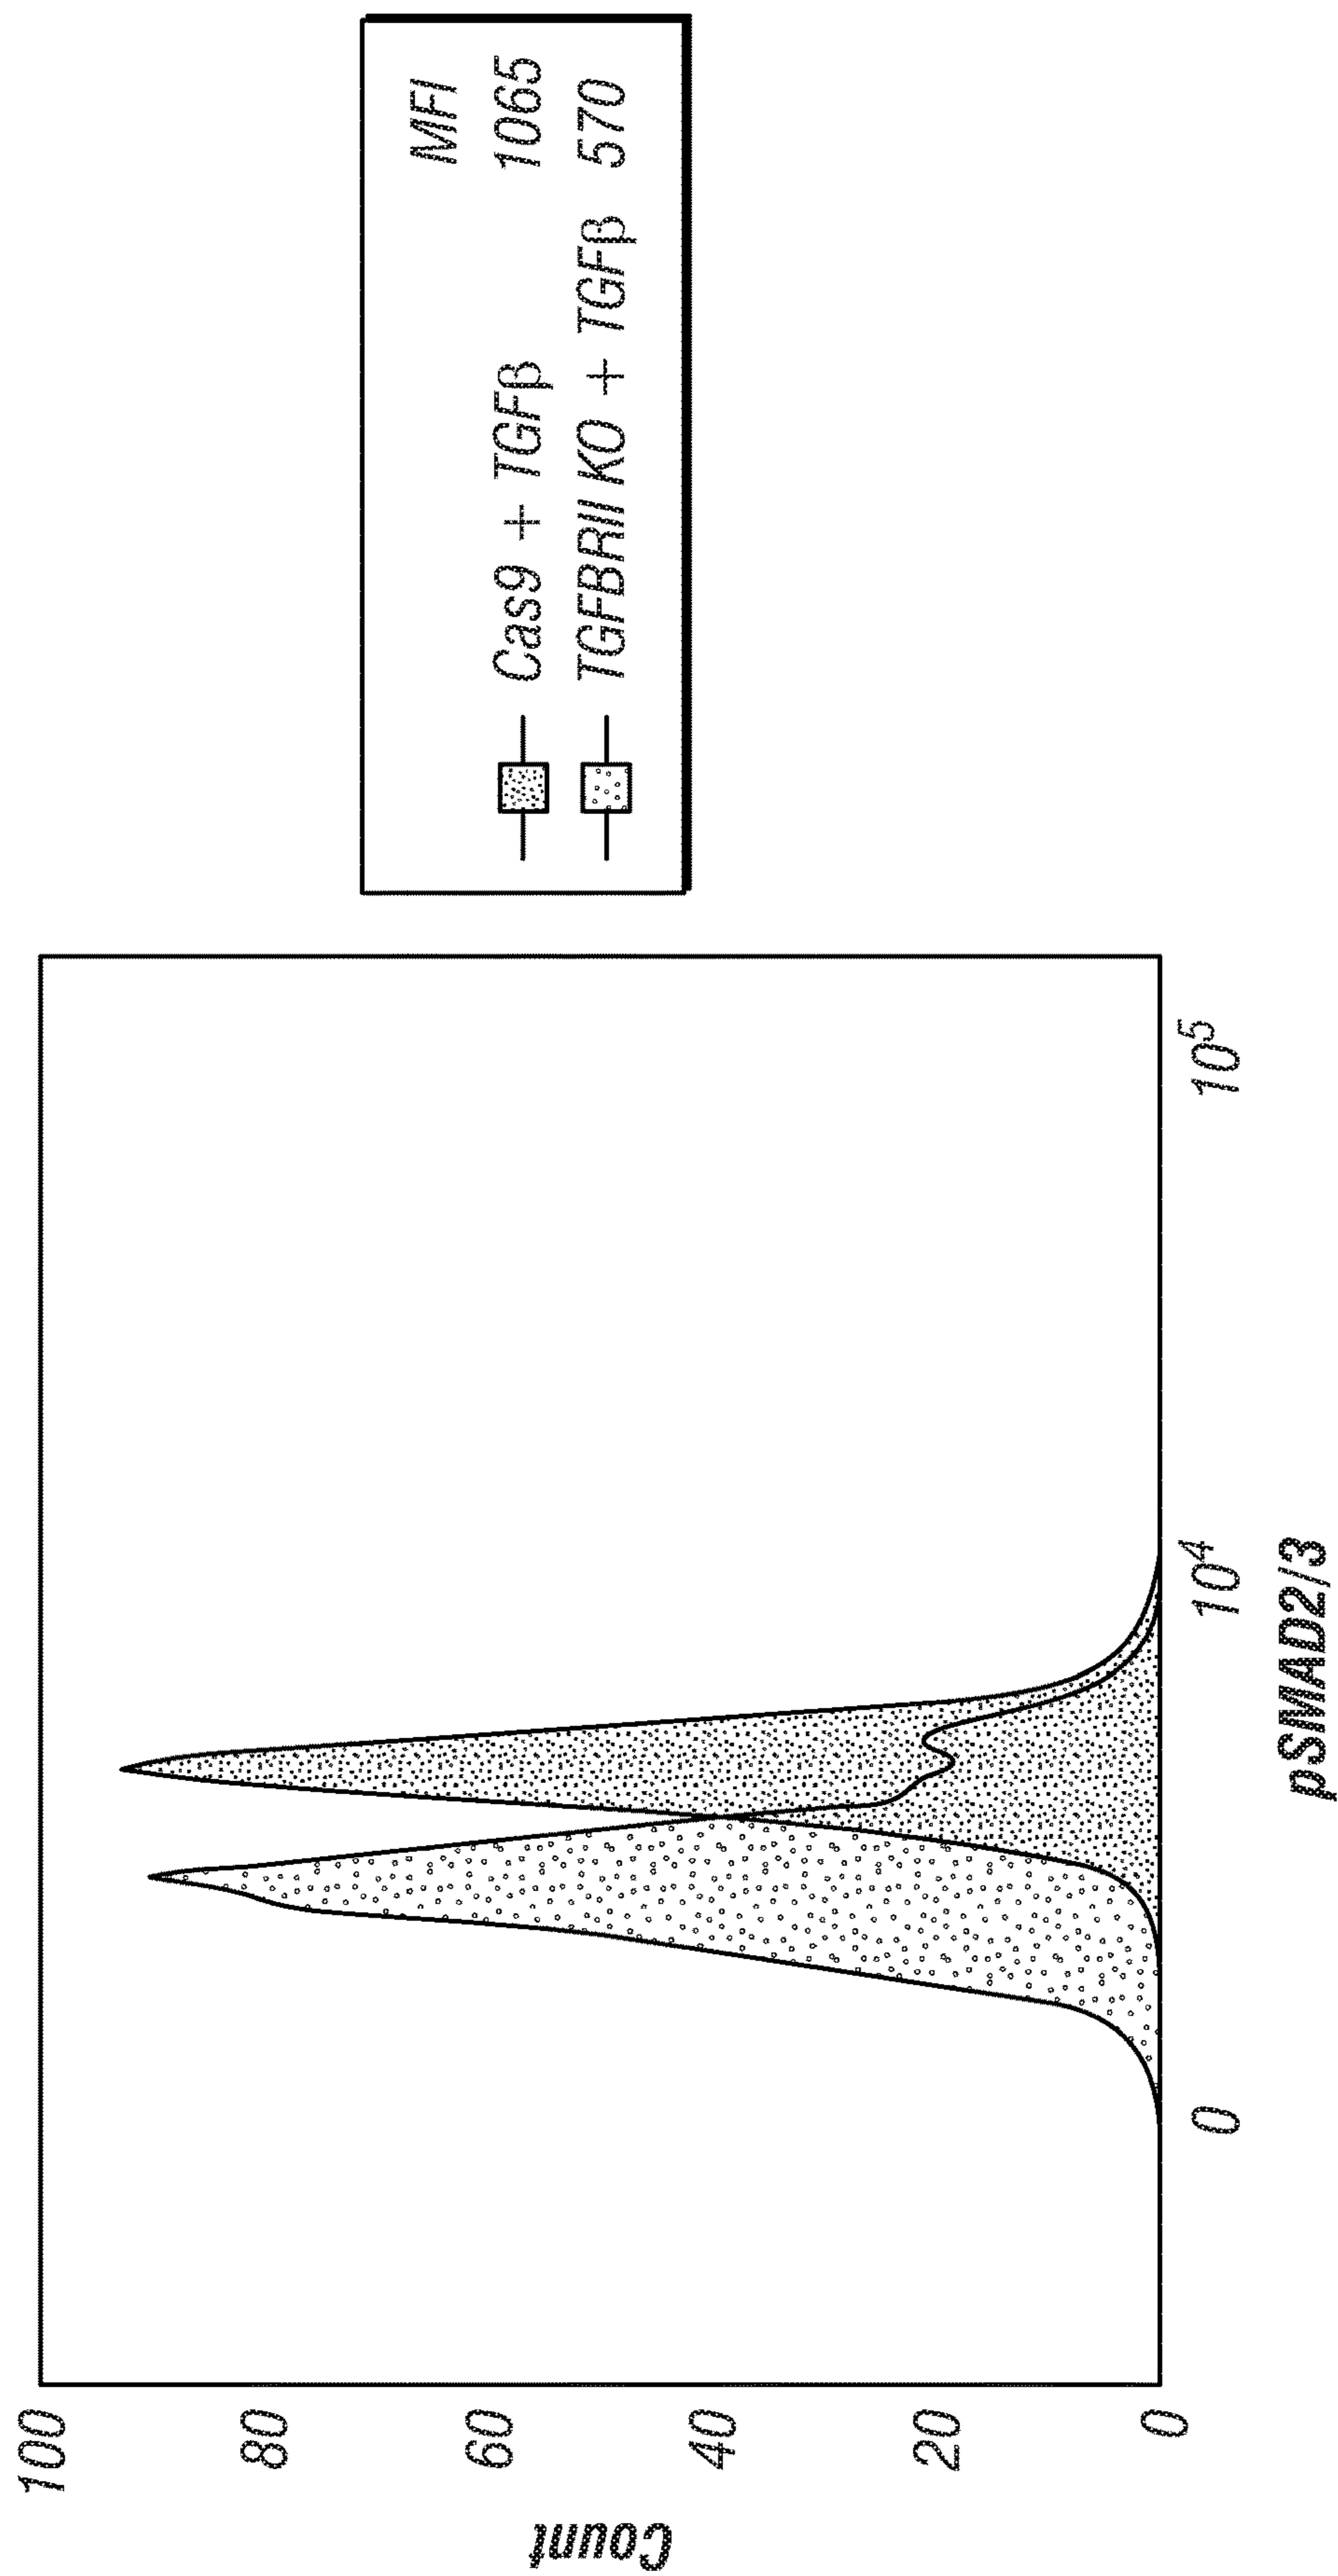 Count
100
80
60
40
20
0
0
10^4
10^5
pSMAD2/3
MFI
Cas9 + TGFβ 1065
TGFBRII KO + TGFβ 570